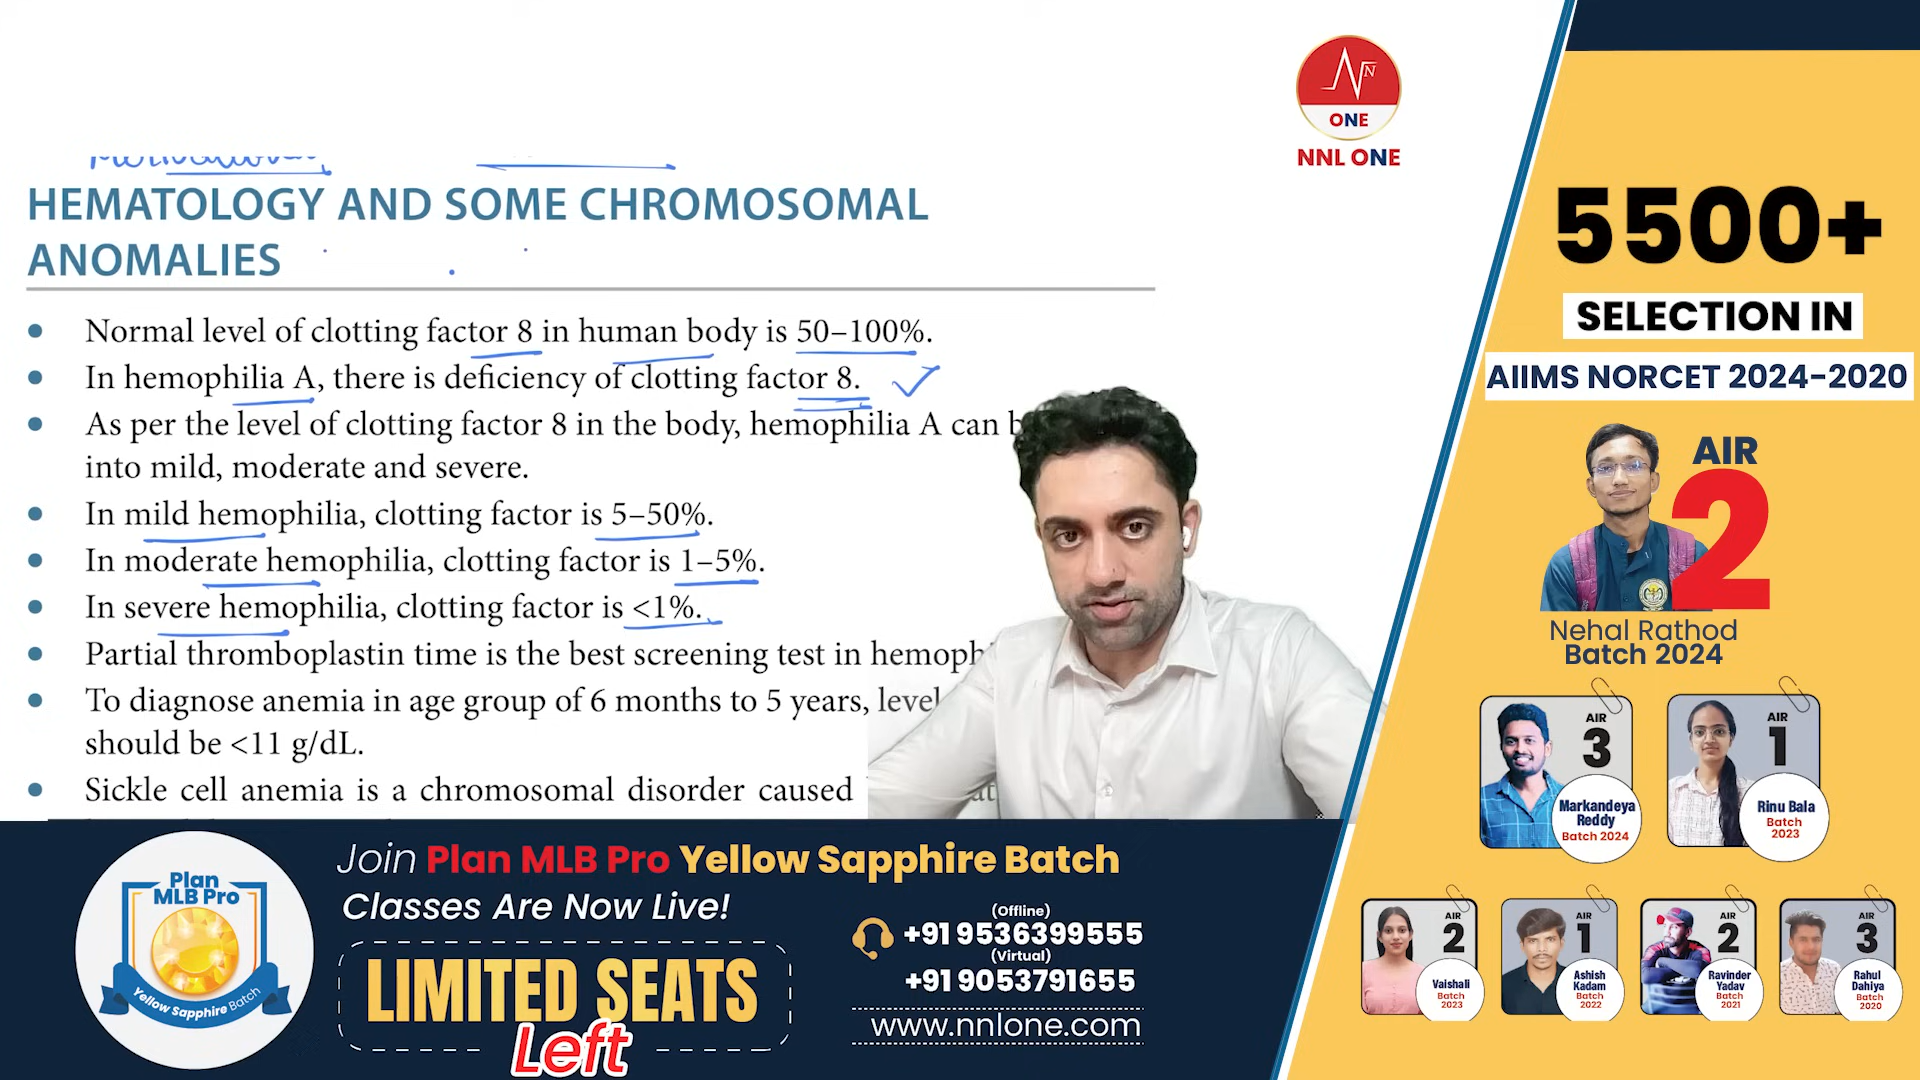 N
ONE
NNL ONE
HEMATOLOGY AND SOME CHROMOSOMAL
ANOMALIES
• Normal level of clotting factor 8 in human body is 50–100%.
• In hemophilia A, there is deficiency of clotting factor 8.
• As per the level of clotting factor 8 in the body, hemophilia A can b
into mild, moderate and severe.
• In mild hemophilia, clotting factor is 5–50%.
• In moderate hemophilia, clotting factor is 1–5%.
• In severe hemophilia, clotting factor is <1%.
• Partial thromboplastin time is the best screening test in hemoph
• To diagnose anemia in age group of 6 months to 5 years, level
should be <11 g/dL.
• Sickle cell anemia is a chromosomal disorder caused
5500+
SELECTION IN
AIIMS NORCET 2024-2020
AIR
2
Nehal Rathod
Batch 2024
AIR
3
Markandeya
Reddy
Batch 2024
AIR
1
Rinu Bala
Batch
2023
AIR
2
Vaishali
Batch
2023
AIR
1
Ashish
Kadam
Batch
2022
AIR
2
Ravinder
Yadav
Batch
2021
AIR
3
Rahul
Dahiya
Batch
2020
Plan
MLB Pro
Yellow Sapphire Batch
Join Plan MLB Pro Yellow Sapphire Batch
Classes Are Now Live!
LIMITED SEATS
Left
(Offline)
+91 9536399555
(Virtual)
+91 9053791655
www.nnlone.com